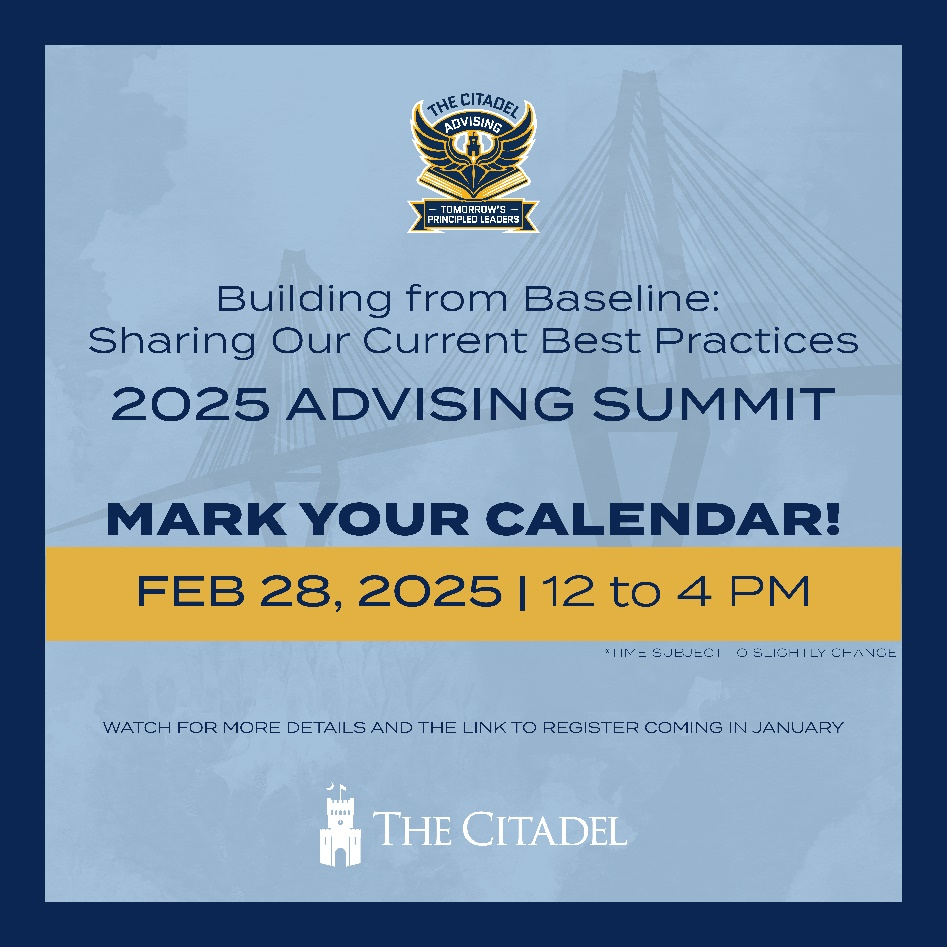 THE CITADEL
ADVISING
TOMORROW'S
PRINCIPLED LEADERS
Building from Baseline:
Sharing Our Current Best Practices
2025 ADVISING SUMMIT
MARK YOUR CALENDAR!
FEB 28, 2025 | 12 to 4 PM
*TIME SUBJECT TO SLIGHTLY CHANGE
WATCH FOR MORE DETAILS AND THE LINK TO REGISTER COMING IN JANUARY
THE CITADEL